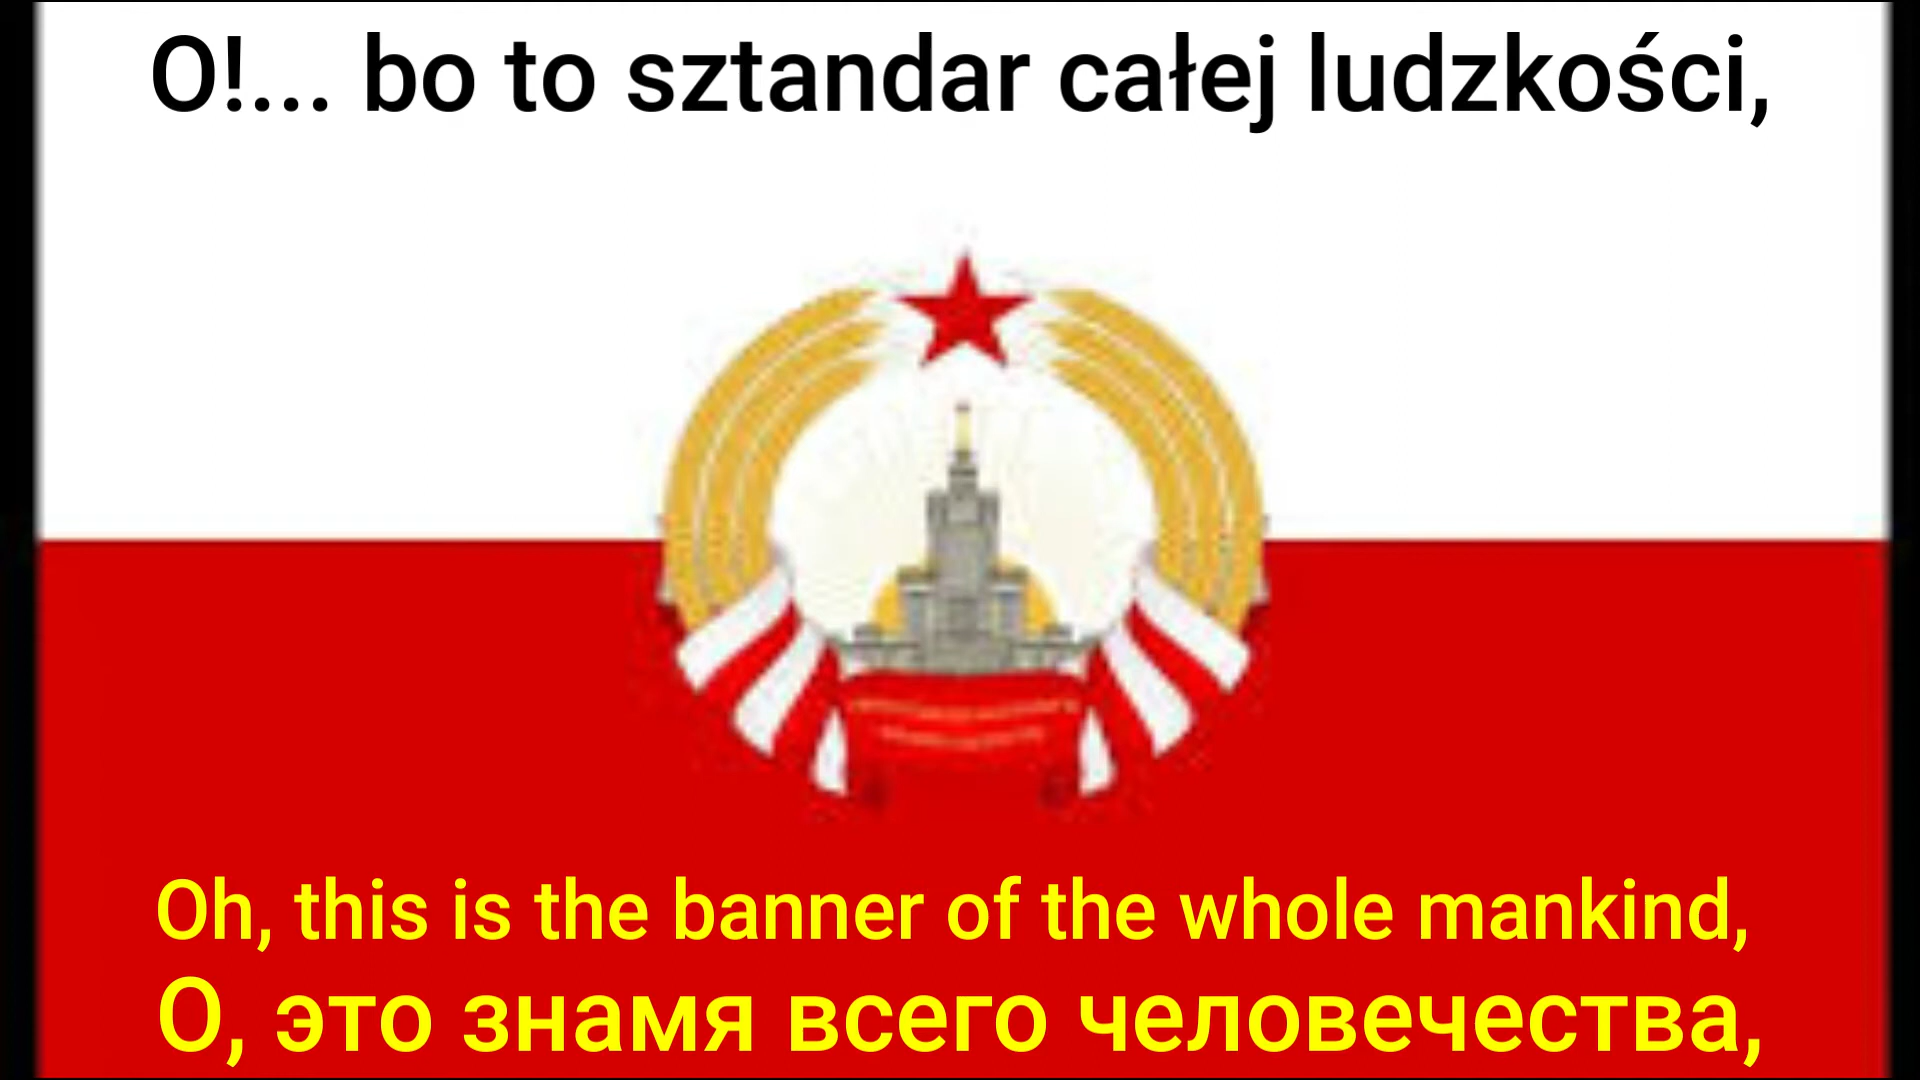 O!... bo to sztandar całej ludzkości,
Oh, this is the banner of the whole mankind,
О, это знамя всего человечества,